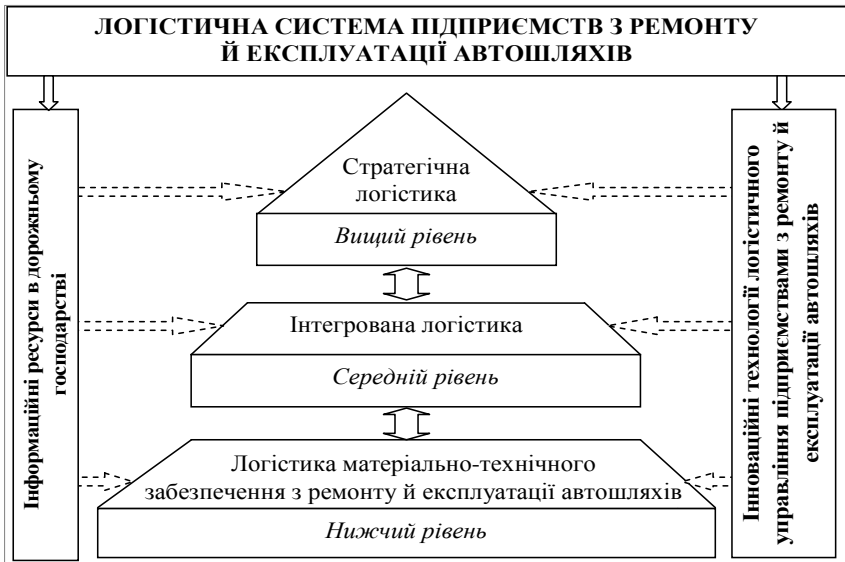 ЛОГІСТИЧНА СИСТЕМА ПІДПРИЄМСТВ З РЕМОНТУ
Й ЕКСПЛУАТАЦІЇ АВТОШЛЯХІВ
Інформаційні ресурси в дорожньому
господарстві
Стратегічна
логістика
Вищий рівень
Інтегрована логістика
Середній рівень
Логістика матеріально-технічного
забезпечення з ремонту й експлуатації автошляхів
Нижчий рівень
Інноваційні технології логістичного
управління підприємствами з ремонту й
експлуатації автошляхів